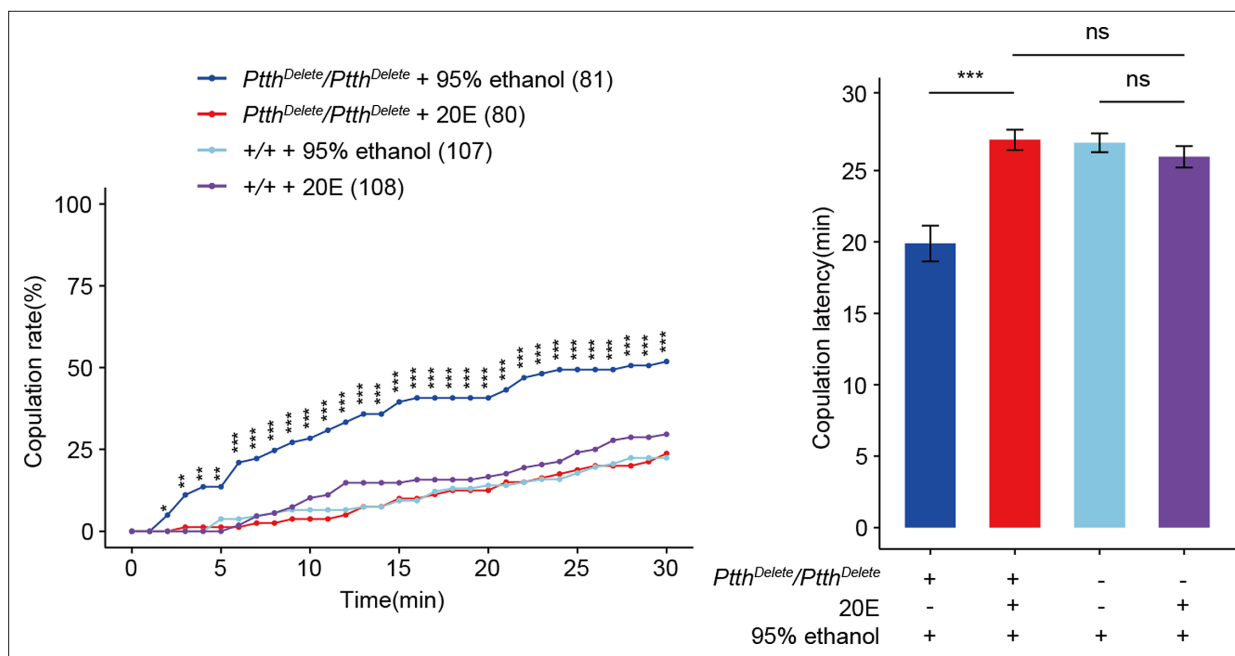 Ptth^Delete/Ptth^Delete + 95% ethanol (81)
Ptth^Delete/Ptth^Delete + 20E (80)
+/+ + 95% ethanol (107)
+/+ + 20E (108)
Copulation rate(%)
100
75
50
25
0
* ** ** ** *** *** *** *** *** *** *** *** *** *** *** *** *** *** *** *** *** *** *** *** *** *** *** *** ***
0 5 10 15 20 25 30
Time(min)
ns
*** ns
Copulation latency(min)
30
25
20
15
10
5
0
Ptth^Delete/Ptth^Delete + + - -
20E - + - +
95% ethanol + + + +